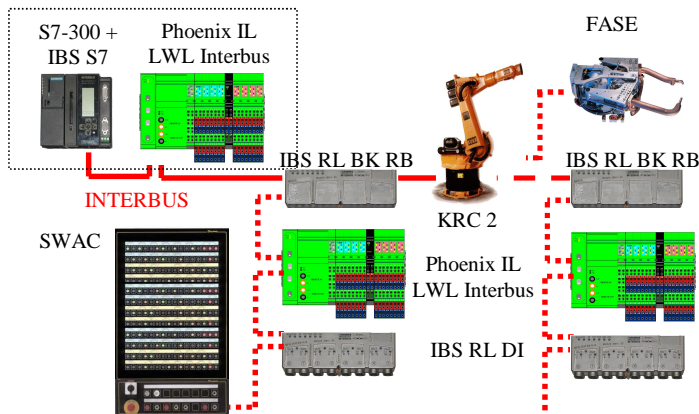 S7-300 +
IBS S7
Phoenix IL
LWL Interbus
FASE
IBS RL BK RB
IBS RL BK RB
INTERBUS
KRC 2
SWAC
Phoenix IL
LWL Interbus
IBS RL DI